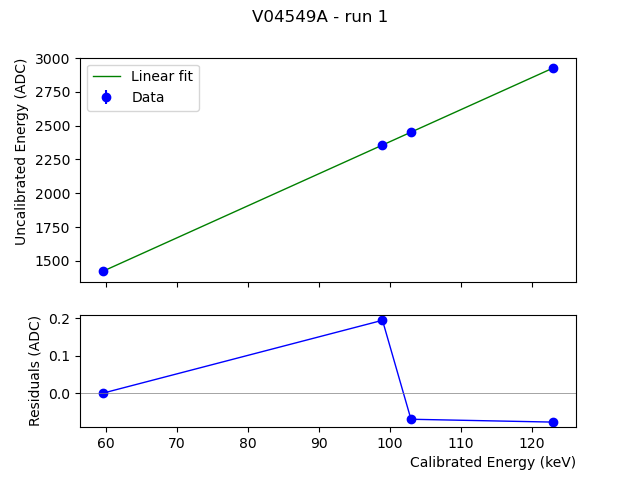 V04549A - run 1
Uncalibrated Energy (ADC)
3000
2750
2500
2250
2000
1750
1500
Linear fit
Data
Residuals (ADC)
0.2
0.1
0.0
60 70 80 90 100 110 120
Calibrated Energy (keV)